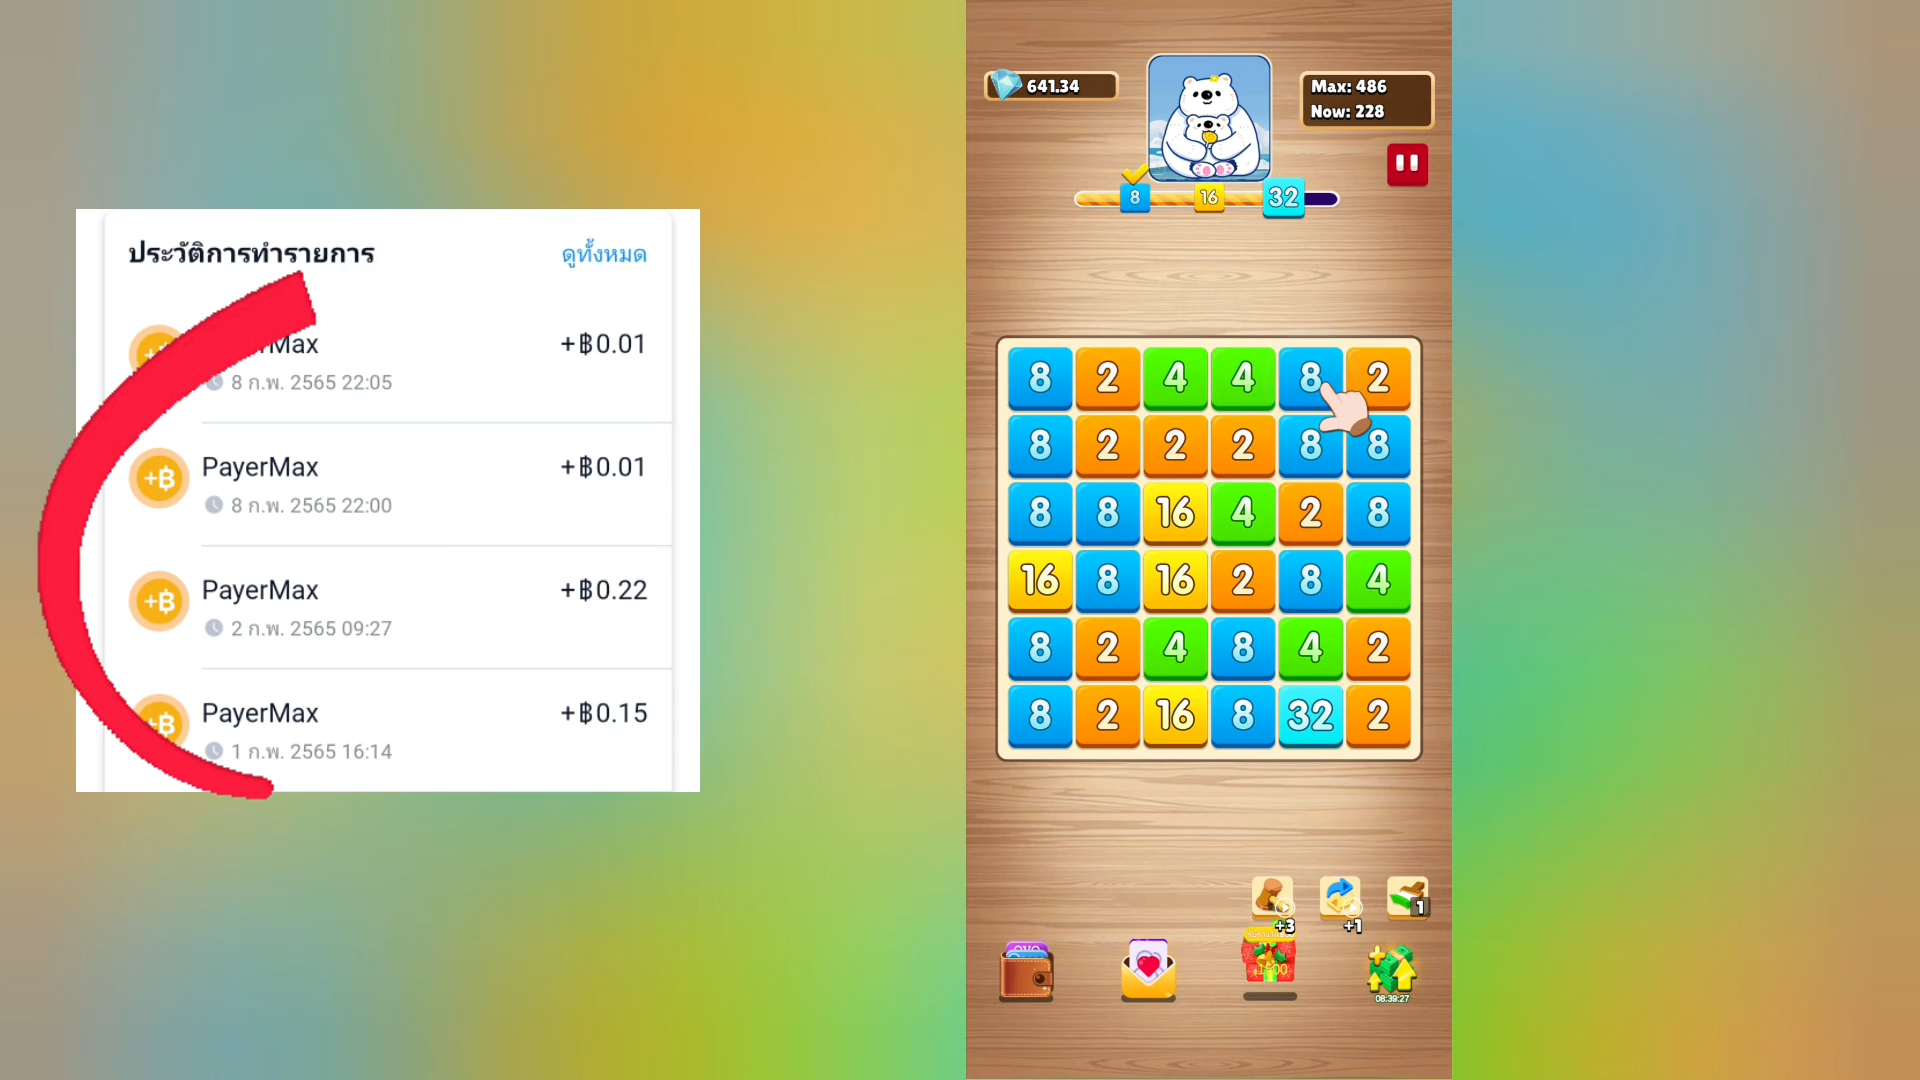 ประวัติการทำรายการ ดูทั้งหมด
Max +฿0.01
8 ก.พ. 2565 22:05
PayerMax +฿0.01
8 ก.พ. 2565 22:00
PayerMax +฿0.22
2 ก.พ. 2565 09:27
PayerMax +฿0.15
1 ก.พ. 2565 16:14
641.34
Max: 486
Now: 228
8 16 32
8 2 4 4 8 2
8 2 2 2 8 8
8 8 16 4 2 8
16 8 16 2 8 4
8 2 4 8 4 2
8 2 16 8 32 2
1
+3 +1
08:39:27